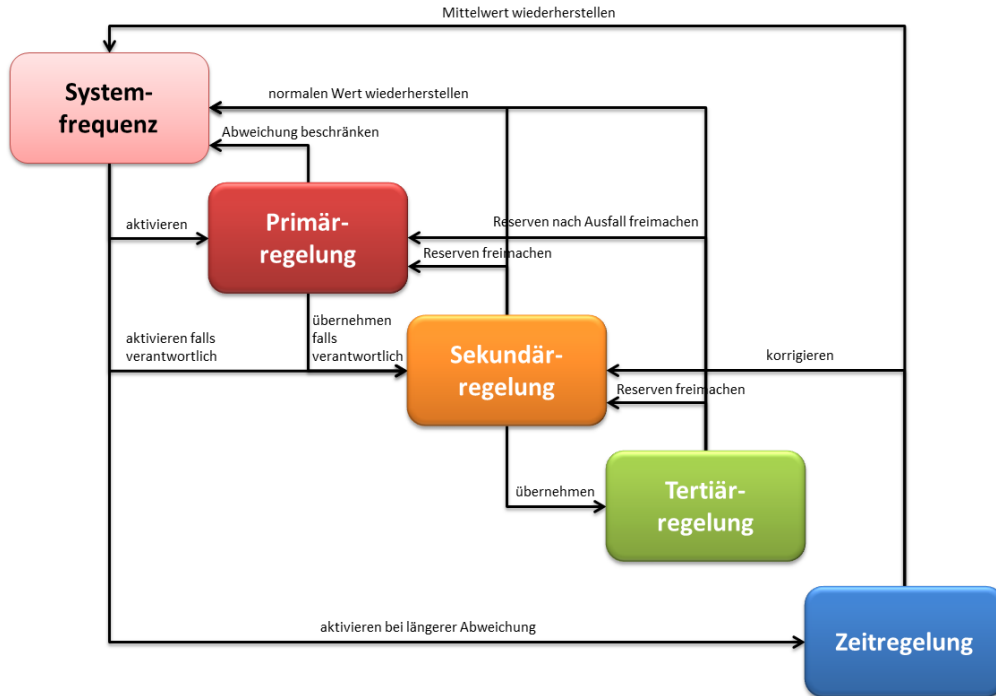 Mittelwert wiederherstellen
System-
frequenz
normalen Wert wiederherstellen
Abweichung beschränken
aktivieren
Primär-
regelung
Reserven nach Ausfall freimachen
Reserven freimachen
aktivieren falls
verantwortlich
übernehmen
falls
verantwortlich
Sekundär-
regelung
korrigieren
Reserven freimachen
übernehmen
Tertiär-
regelung
aktivieren bei längerer Abweichung
Zeitregelung